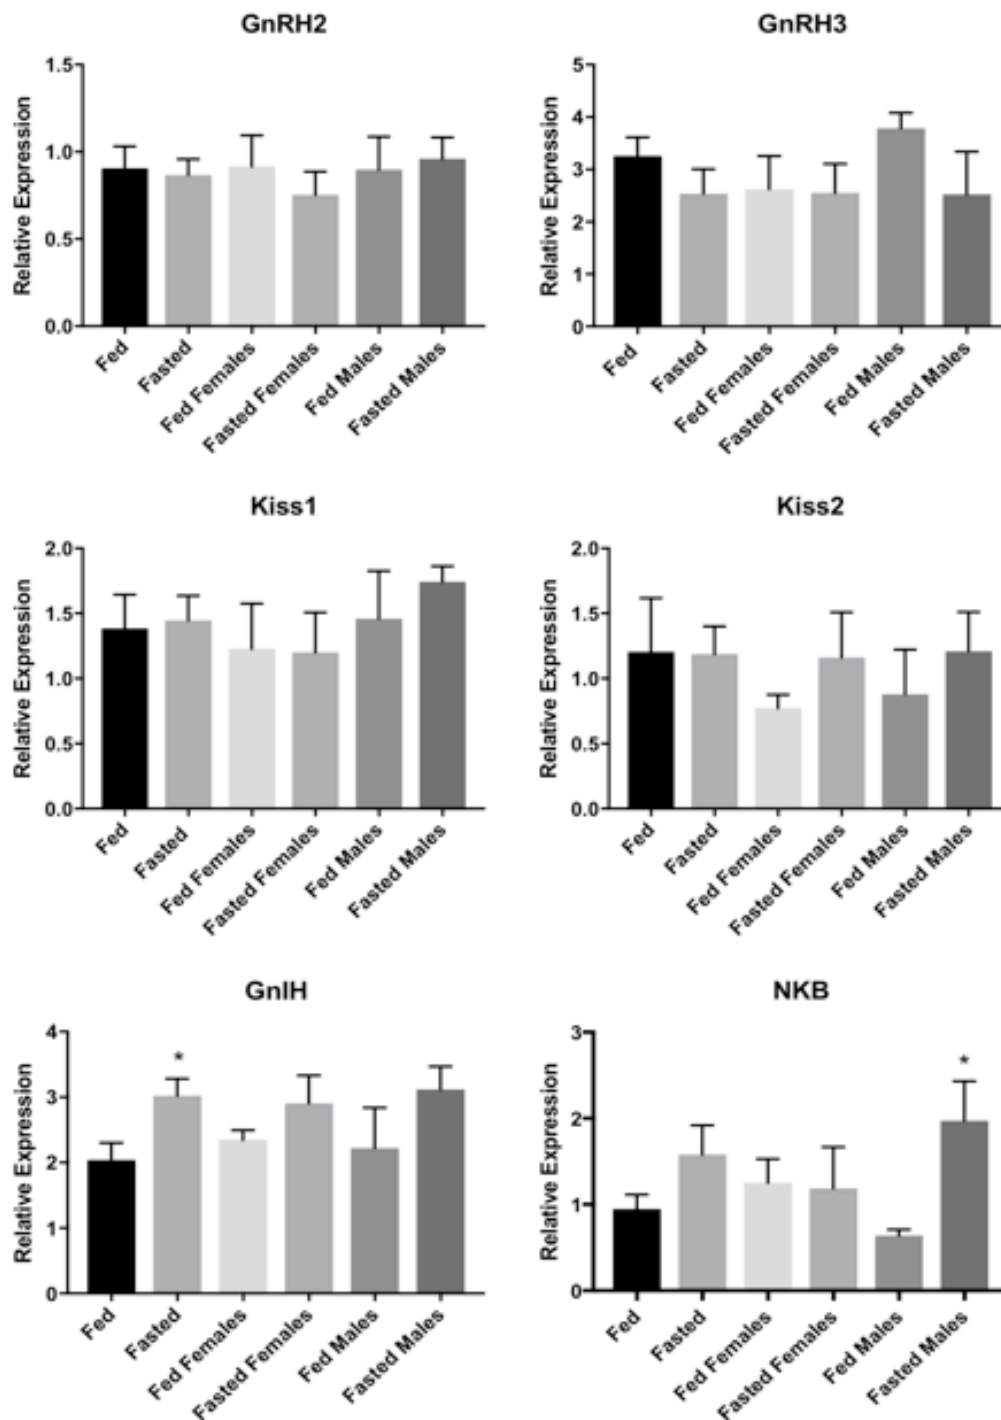 GnRH2
Relative Expression
1.5
1.0
0.5
0.0
Fed
Fasted
Fed Females
Fasted Females
Fed Males
Fasted Males
GnRH3
Relative Expression
5
4
3
2
1
0
Fed
Fasted
Fed Females
Fasted Females
Fed Males
Fasted Males
Kiss1
Relative Expression
2.0
1.5
1.0
0.5
0.0
Fed
Fasted
Fed Females
Fasted Females
Fed Males
Fasted Males
Kiss2
Relative Expression
2.0
1.5
1.0
0.5
0.0
Fed
Fasted
Fed Females
Fasted Females
Fed Males
Fasted Males
GnIH
Relative Expression
4
3
2
1
0
*
Fed
Fasted
Fed Females
Fasted Females
Fed Males
Fasted Males
NKB
Relative Expression
3
2
1
0
*
Fed
Fasted
Fed Females
Fasted Females
Fed Males
Fasted Males